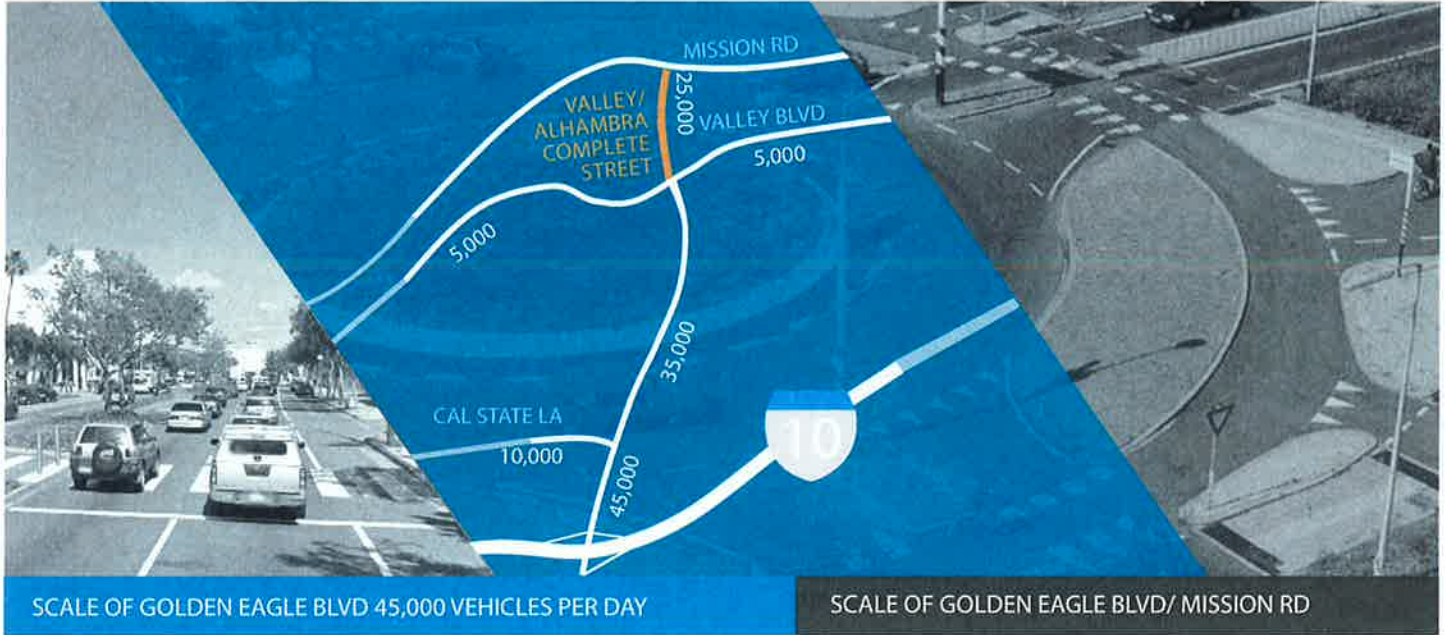 MISSION RD
VALLEY/
ALHAMBRA
COMPLETE
STREET
25,000
VALLEY BLVD
5,000
5,000
35,000
CAL STATE LA
10,000
45,000
10
SCALE OF GOLDEN EAGLE BLVD 45,000 VEHICLES PER DAY
SCALE OF GOLDEN EAGLE BLVD/ MISSION RD